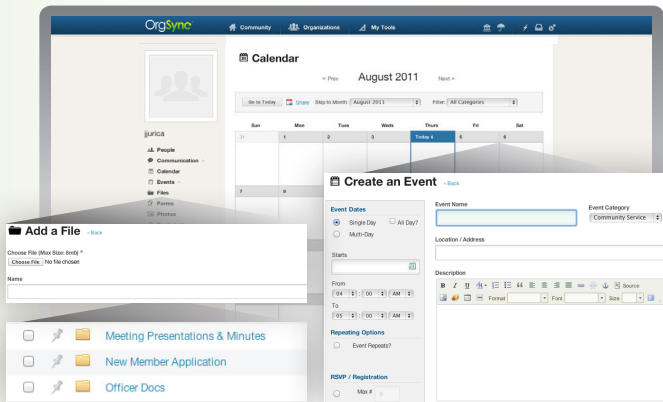 OrgSync
Community Organizations My Tools
Calendar
« Prev August 2011 Next »
Go to Today Share Skip to Month: August 2011 Filter: All Categories
Sun Mon Tues Weds Thurs Fri Sat
31 1 2 3 Today 4 5 6
7 8
jjurica
People
Communication
Calendar
Events
Files
Forms
Photos
Add a File « Back
Choose File (Max Size: 8mb) *
Choose File No file chosen
Name
Meeting Presentations & Minutes
New Member Application
Officer Docs
Create an Event « Back
Event Dates
Single Day All Day?
Multi-Day
Starts
From
04 : 00 AM
To
05 : 00 AM
Repeating Options
Event Repeats?
RSVP / Registration
Max # 0
Event Name
Event Category
Community Service
Location / Address
Description
B I U Source
Format Font Size